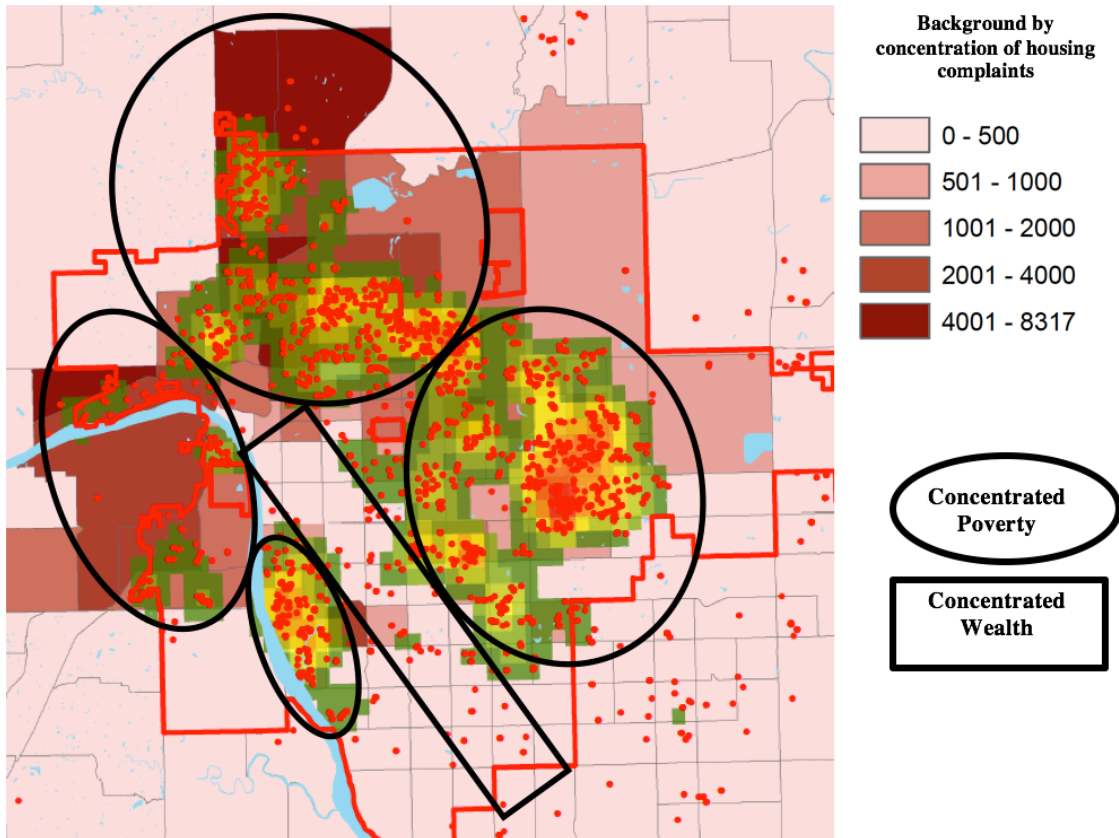 Background by
concentration of housing
complaints
0 - 500
501 - 1000
1001 - 2000
2001 - 4000
4001 - 8317
Concentrated
Poverty
Concentrated
Wealth